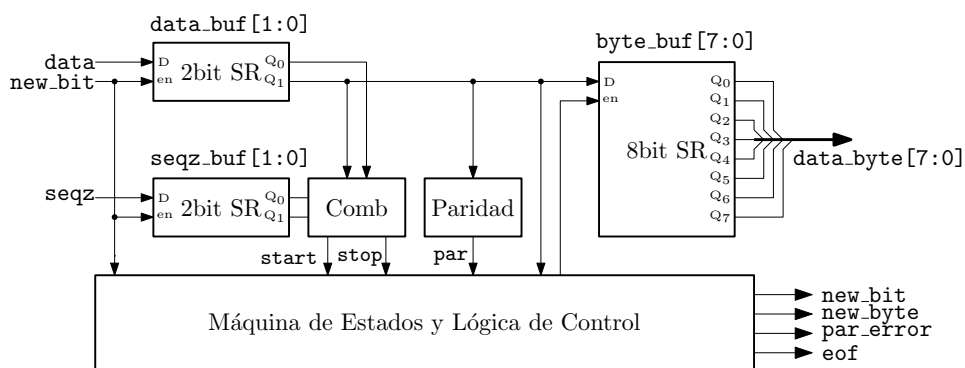 data_buf[1:0]
data
new_bit
D
en
2bit SR
Q0
Q1
seqz_buf[1:0]
seqz
D
en
2bit SR
Q0
Q1
Comb
Paridad
start
stop
par
byte_buf[7:0]
D
en
8bit SR
Q0
Q1
Q2
Q3
Q4
Q5
Q6
Q7
data_byte[7:0]
Máquina de Estados y Lógica de Control
new_bit
new_byte
par_error
eof